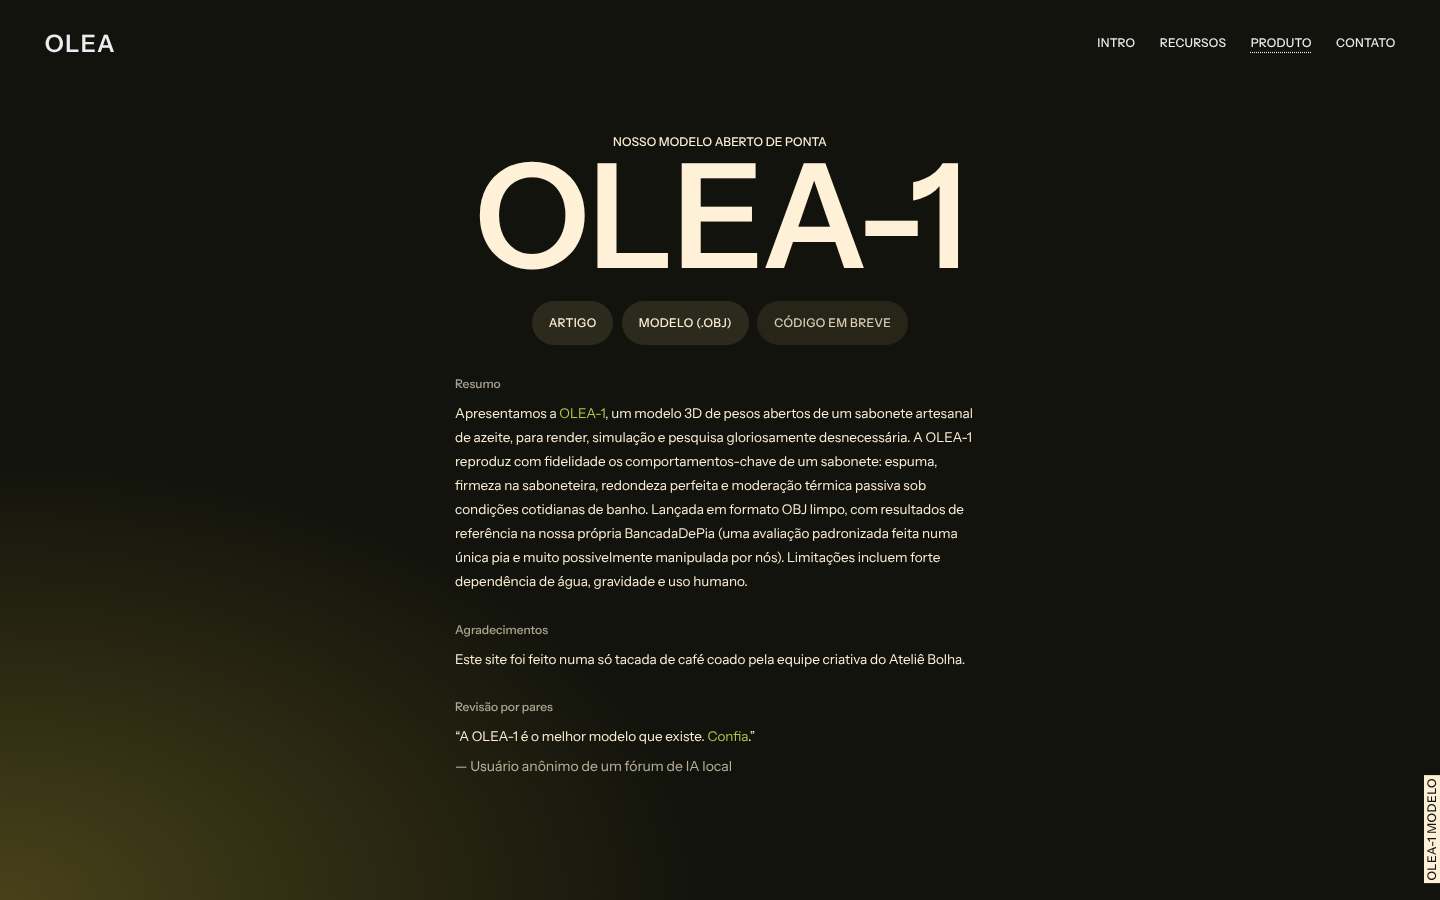 OLEA
INTRO
RECURSOS
PRODUTO
CONTATO
NOSSO MODELO ABERTO DE PONTA
OLEA-1
ARTIGO
MODELO (.OBJ)
CÓDIGO EM BREVE
Resumo
Apresentamos a OLEA-1, um modelo 3D de pesos abertos de um sabonete artesanal
de azeite, para render, simulação e pesquisa gloriosamente desnecessária. A OLEA-1
reproduz com fidelidade os comportamentos-chave de um sabonete: espuma,
firmeza na saboneteira, redondeza perfeita e moderação térmica passiva sob
condições cotidianas de banho. Lançada em formato OBJ limpo, com resultados de
referência na nossa própria BancadaDePia (uma avaliação padronizada feita numa
única pia e muito possivelmente manipulada por nós). Limitações incluem forte
dependência de água, gravidade e uso humano.
Agradecimentos
Este site foi feito numa só tacada de café coado pela equipe criativa do Ateliê Bolha.
Revisão por pares
“A OLEA-1 é o melhor modelo que existe. Confia.”
— Usuário anônimo de um fórum de IA local
OLEA-1 MODELO